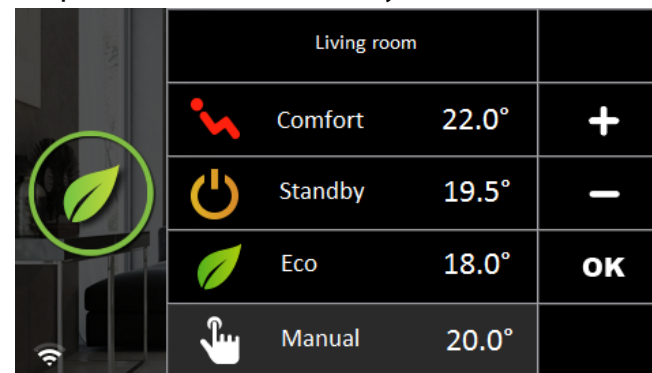 Living room
Comfort 22.0°
+
Standby 19.5°
−
Eco 18.0°
OK
Manual 20.0°